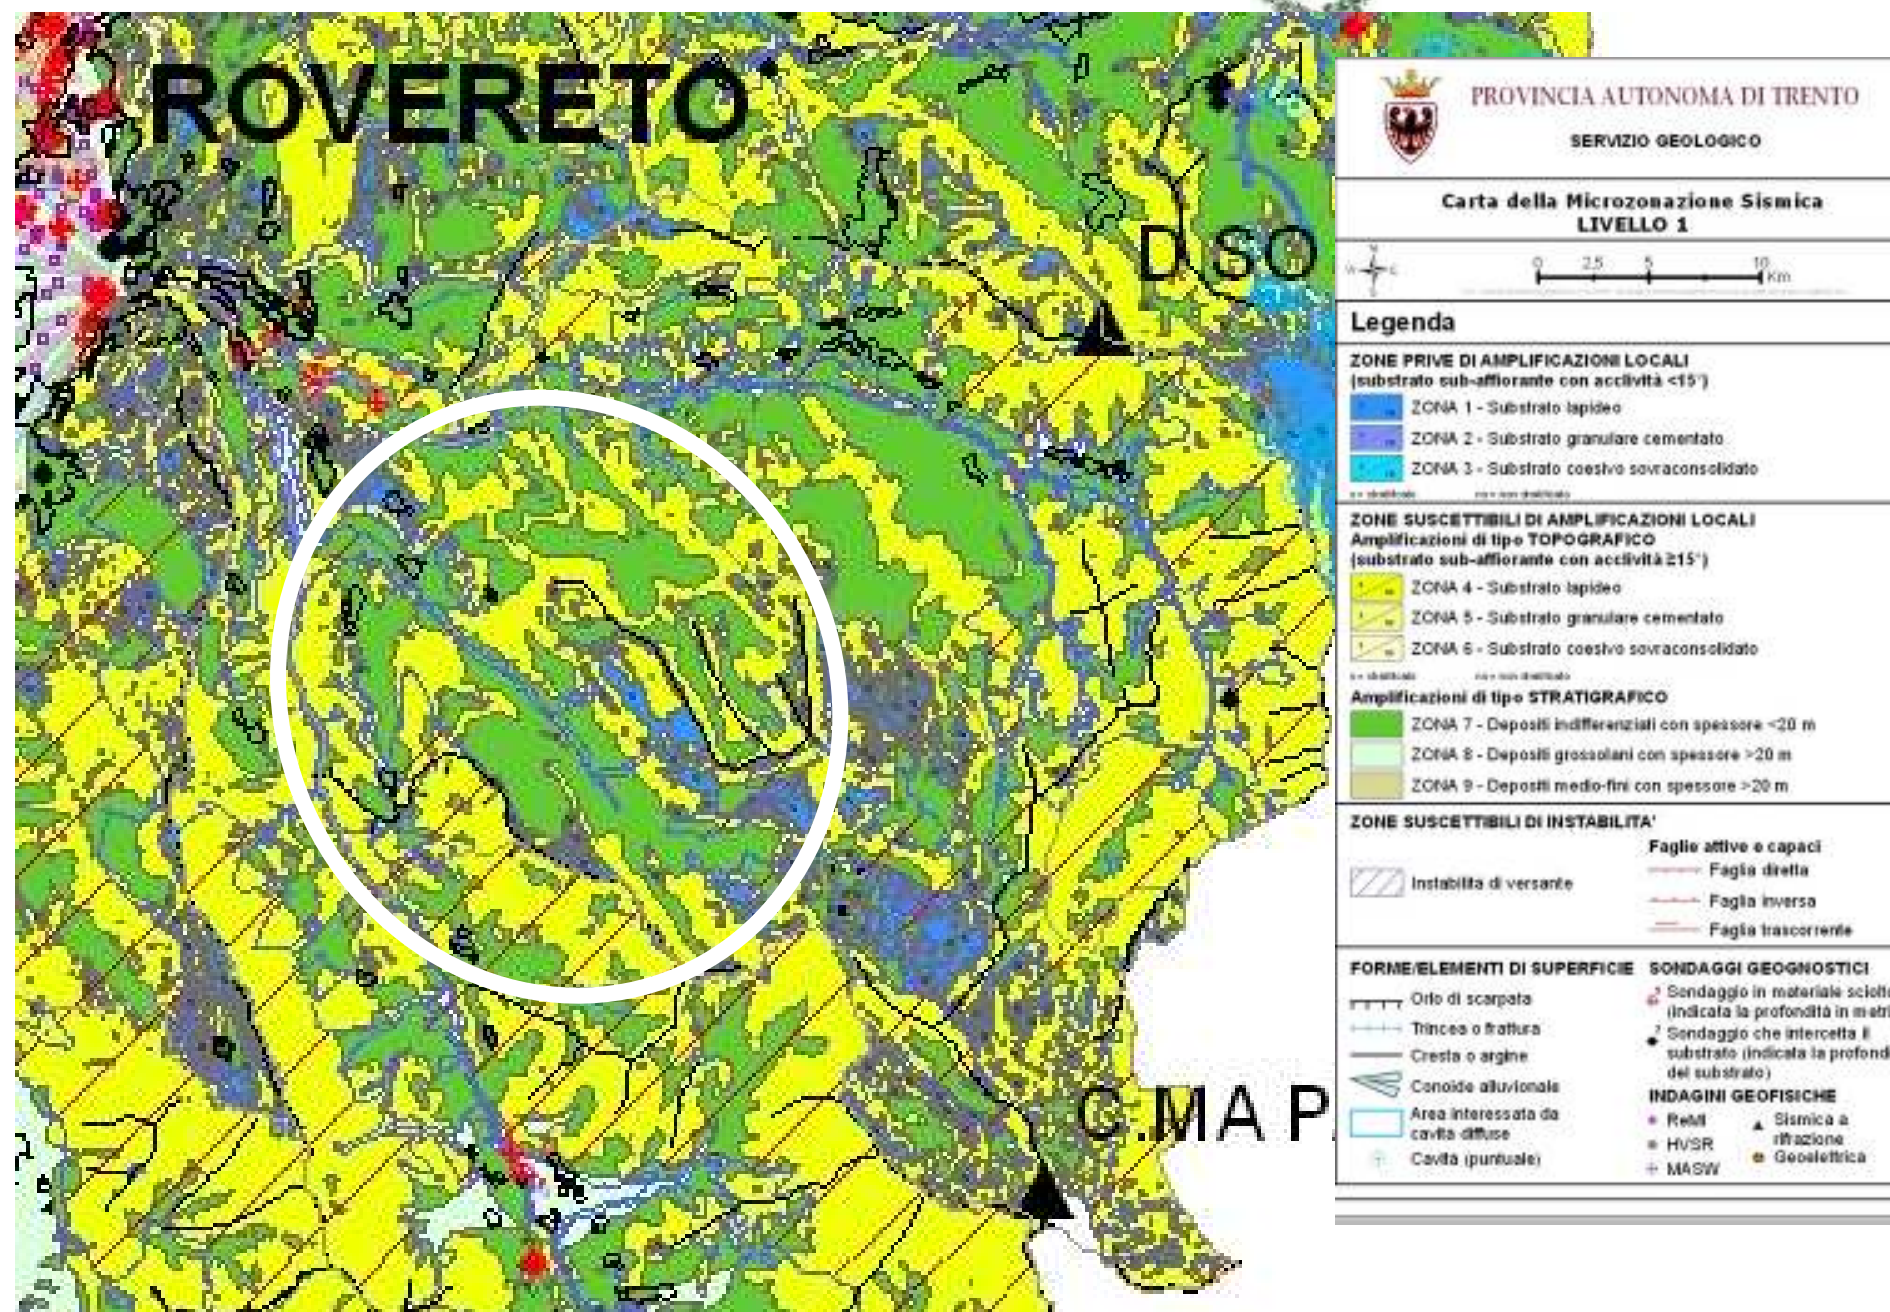 ROVERETO
D SO
C.MA P.
PROVINCIA AUTONOMA DI TRENTO
SERVIZIO GEOLOGICO
Carta della Microzonazione Sismica
LIVELLO 1
N
W E
S
0 2,5 5 10
Km
Legenda
ZONE PRIVE DI AMPLIFICAZIONI LOCALI
(substrato sub-affiorante con acclività <15°)
ZONA 1 - Substrato lapideo
ZONA 2 - Substrato granulare cementato
ZONA 3 - Substrato coesivo sovraconsolidato
ZONE SUSCETTIBILI DI AMPLIFICAZIONI LOCALI
Amplificazioni di tipo TOPOGRAFICO
(substrato sub-affiorante con acclività ≥15°)
ZONA 4 - Substrato lapideo
ZONA 5 - Substrato granulare cementato
ZONA 6 - Substrato coesivo sovraconsolidato
Amplificazioni di tipo STRATIGRAFICO
ZONA 7 - Depositi indifferenziali con spessore <20 m
ZONA 8 - Depositi grossolani con spessore >20 m
ZONA 9 - Depositi medio-fini con spessore >20 m
ZONE SUSCETTIBILI DI INSTABILITA'
Instabilita di versante
Faglie attive e capaci
Faglia diretta
Faglia inversa
Faglia trascorrente
FORME/ELEMENTI DI SUPERFICIE
Orlo di scarpata
Trincea o frattura
Cresta o argine
Conoide alluvionale
Area interessata da
cavita diffuse
Cavita (puntuale)
SONDAGGI GEOGNOSTICI
Sondaggio in materiale sciolto
(indicata la profondità in metri
Sondaggio che intercetta il
substrato (indicata la profondi
del substrato)
INDAGINI GEOFISICHE
ReMi
HVSR
MASW
Sismica a
rifrazione
Geoelettrica